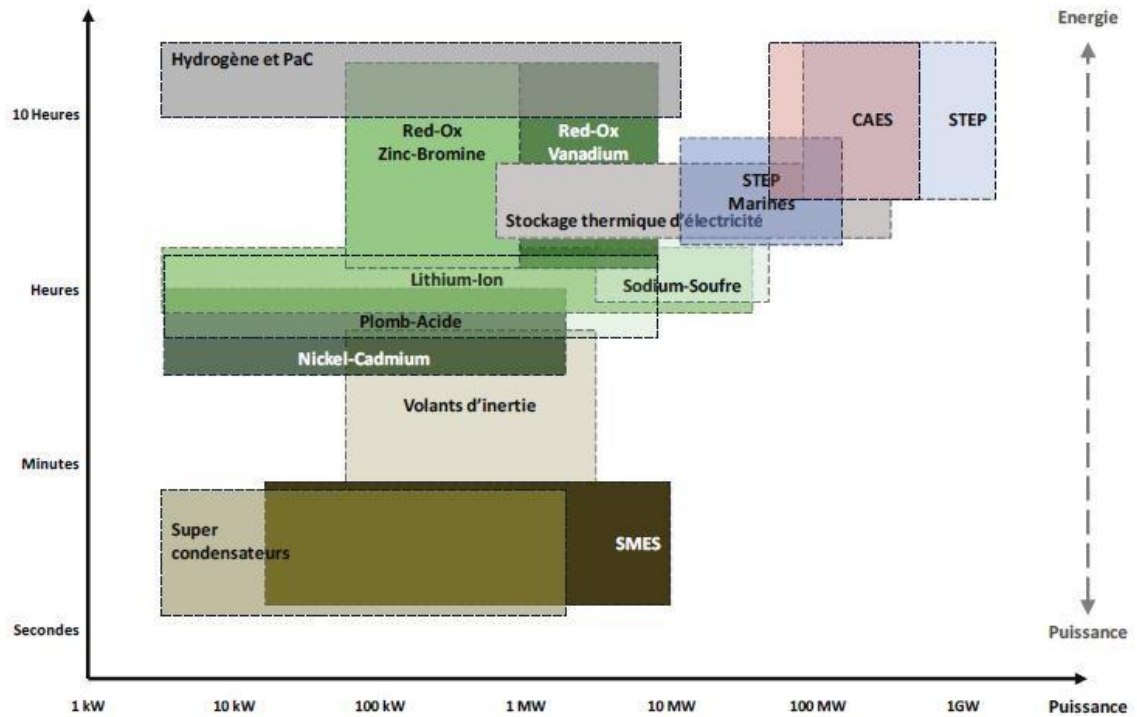 Energie
Hydrogène et PaC
10 Heures
Red-Ox
Zinc-Bromine
Red-Ox
Vanadium
CAES
STEP
STEP
Marines
Stockage thermique d'électricité
Heures
Lithium-Ion
Sodium-Soufre
Plomb-Acide
Nickel-Cadmium
Volants d'inertie
Minutes
Super
condensateurs
SMES
Secondes
Puissance
1 kW
10 kW
100 kW
1 MW
10 MW
100 MW
1GW
Puissance